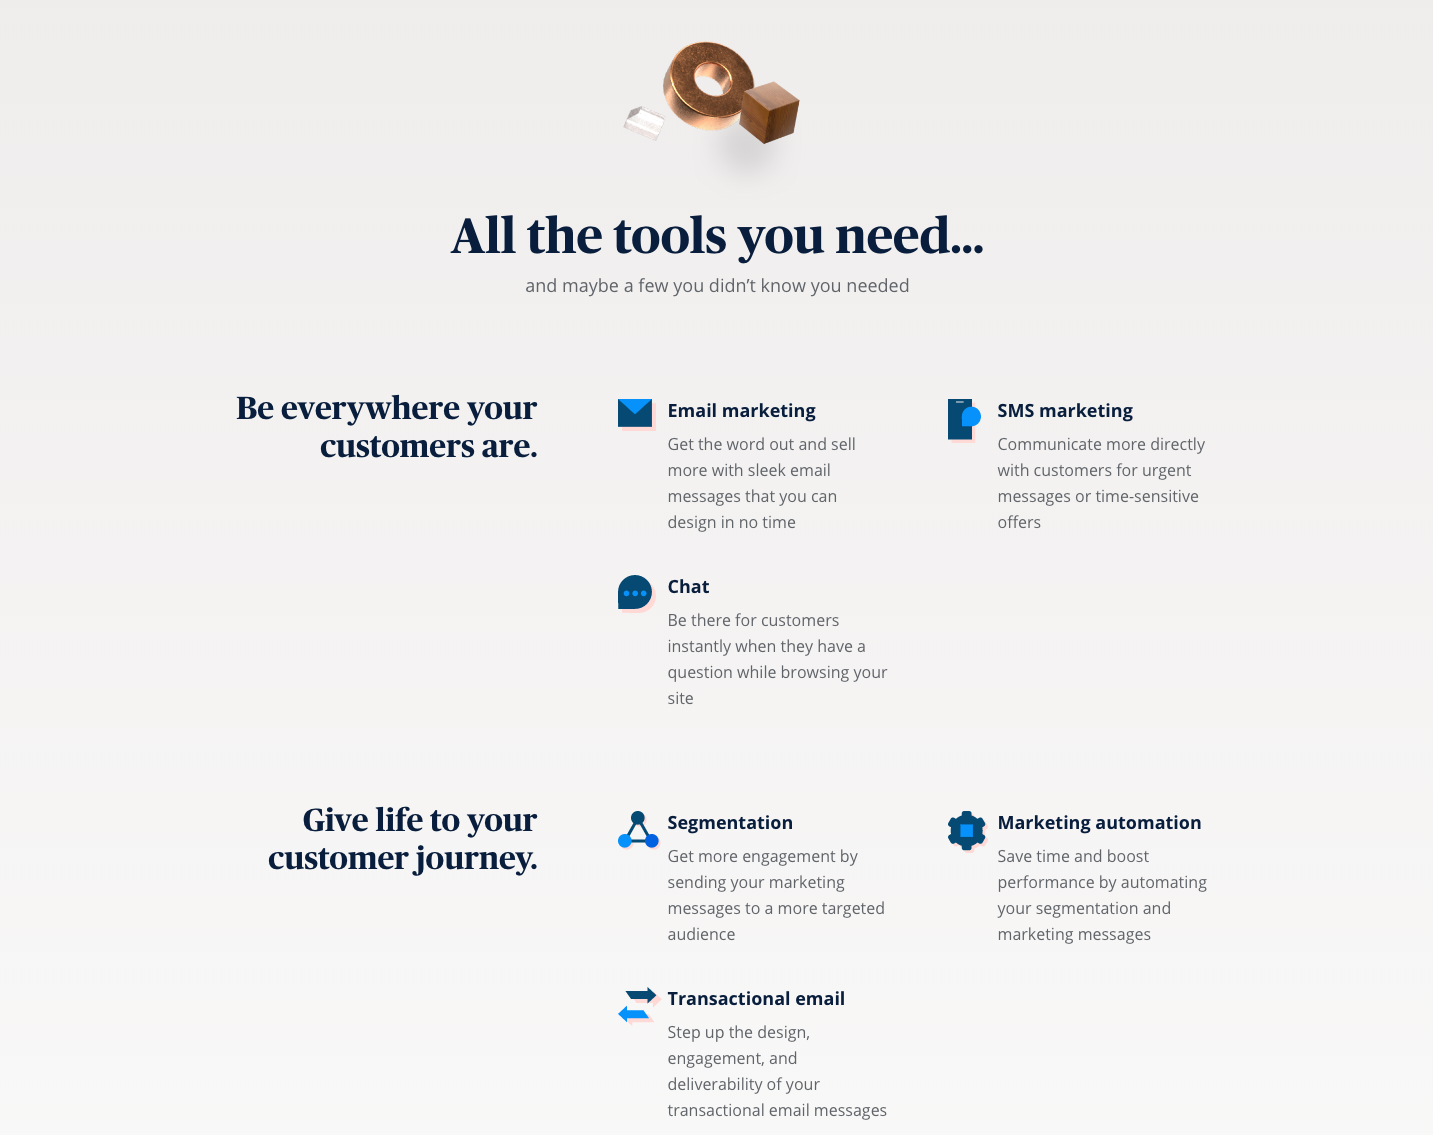 All the tools you need...
and maybe a few you didn’t know you needed
Be everywhere your
customers are.
Email marketing
Get the word out and sell
more with sleek email
messages that you can
design in no time
SMS marketing
Communicate more directly
with customers for urgent
messages or time-sensitive
offers
Chat
Be there for customers
instantly when they have a
question while browsing your
site
Give life to your
customer journey.
Segmentation
Get more engagement by
sending your marketing
messages to a more targeted
audience
Marketing automation
Save time and boost
performance by automating
your segmentation and
marketing messages
Transactional email
Step up the design,
engagement, and
deliverability of your
transactional email messages